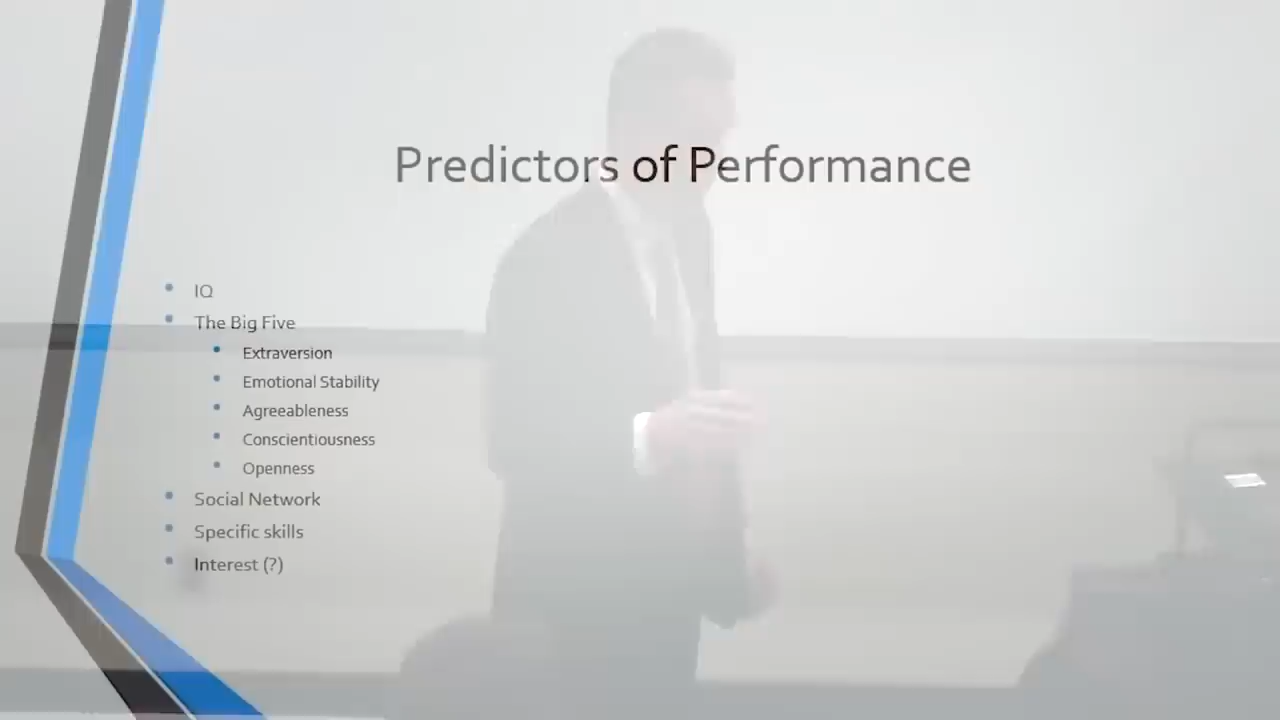 Predictors of Performance
IQ
The Big Five
Extraversion
Emotional Stability
Agreeableness
Conscientiousness
Openness
Social Network
Specific skills
Interest (?)